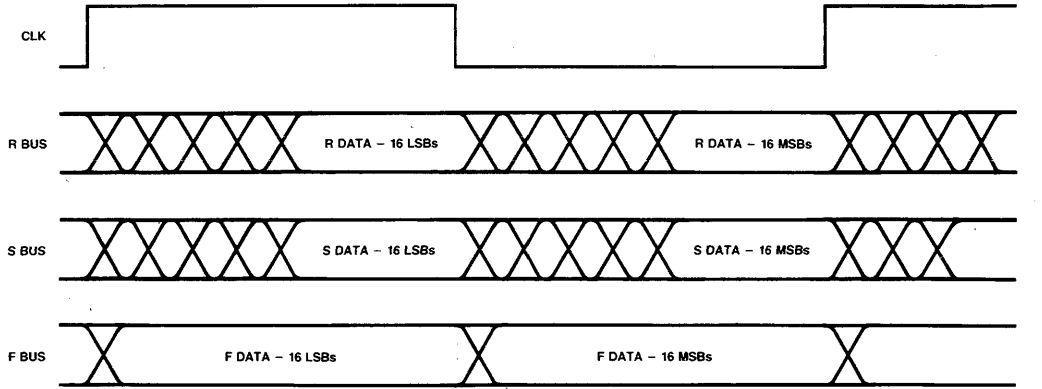 CLK
R BUS
R DATA – 16 LSBs
R DATA – 16 MSBs
S BUS
S DATA – 16 LSBs
S DATA – 16 MSBs
F BUS
F DATA – 16 LSBs
F DATA – 16 MSBs